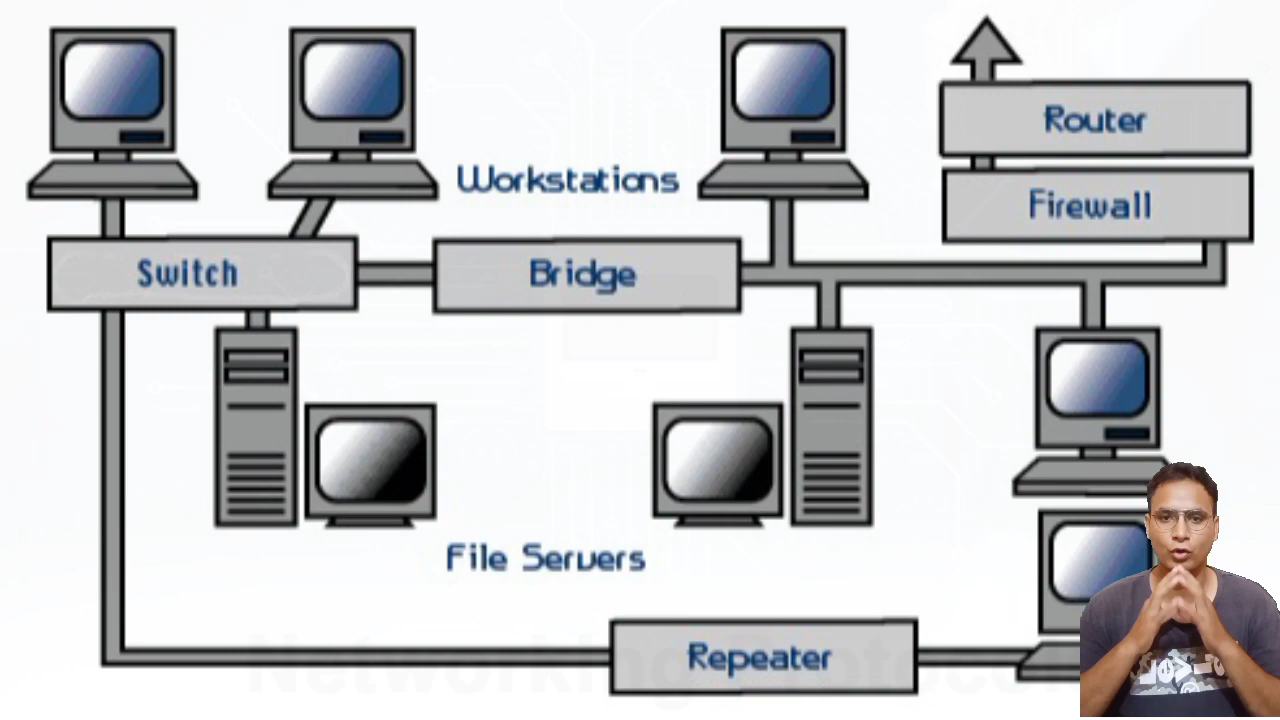 Workstations
Router
Firewall
Switch
Bridge
File Servers
Repeater